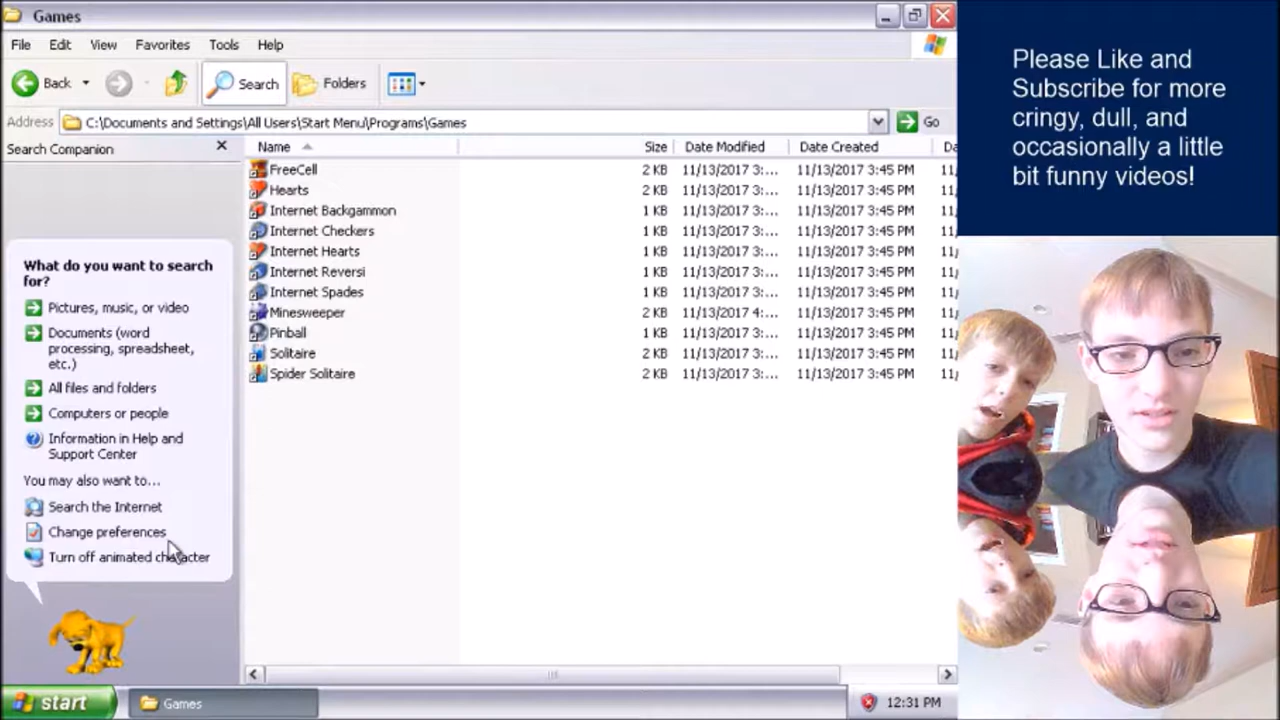 Games
File Edit View Favorites Tools Help
Back Search Folders
Address C:\Documents and Settings\All Users\Start Menu\Programs\Games Go
Search Companion
What do you want to search
for?
Pictures, music, or video
Documents (word
processing, spreadsheet,
etc.)
All files and folders
Computers or people
Information in Help and
Support Center
You may also want to...
Search the Internet
Change preferences
Turn off animated character
Name Size Date Modified Date Created Da
FreeCell 2 KB 11/13/2017 3:... 11/13/2017 3:45 PM 11/
Hearts 2 KB 11/13/2017 3:... 11/13/2017 3:45 PM 11/
Internet Backgammon 1 KB 11/13/2017 3:... 11/13/2017 3:45 PM 11/
Internet Checkers 1 KB 11/13/2017 3:... 11/13/2017 3:45 PM 11/
Internet Hearts 1 KB 11/13/2017 3:... 11/13/2017 3:45 PM 11/
Internet Reversi 1 KB 11/13/2017 3:... 11/13/2017 3:45 PM 11/
Internet Spades 1 KB 11/13/2017 3:... 11/13/2017 3:45 PM 11/
Minesweeper 2 KB 11/13/2017 4:... 11/13/2017 3:45 PM 11/
Pinball 1 KB 11/13/2017 3:... 11/13/2017 3:45 PM 11/
Solitaire 2 KB 11/13/2017 3:... 11/13/2017 3:45 PM 11/
Spider Solitaire 2 KB 11/13/2017 3:... 11/13/2017 3:45 PM 11/
start Games 12:31 PM
Please Like and
Subscribe for more
cringy, dull, and
occasionally a little
bit funny videos!